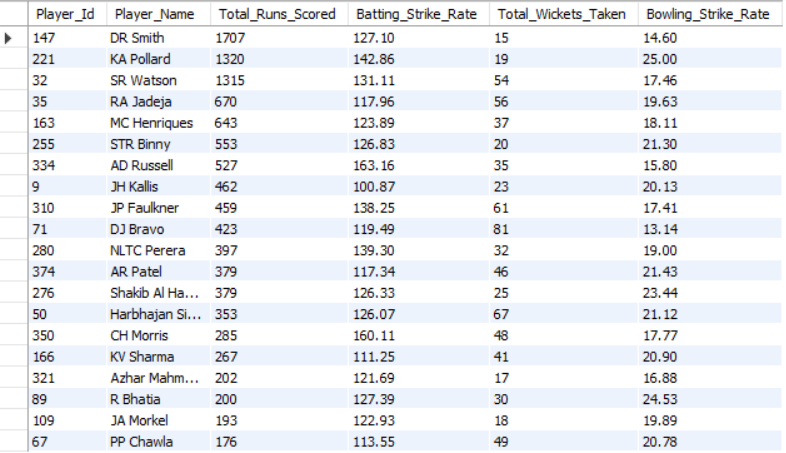 Player_Id Player_Name Total_Runs_Scored Batting_Strike_Rate Total_Wickets_Taken Bowling_Strike_Rate
147 DR Smith 1707 127.10 15 14.60
221 KA Pollard 1320 142.86 19 25.00
32 SR Watson 1315 131.11 54 17.46
35 RA Jadeja 670 117.96 56 19.63
163 MC Henriques 643 123.89 37 18.11
255 STR Binny 553 126.83 20 21.30
334 AD Russell 527 163.16 35 15.80
9 JH Kallis 462 100.87 23 20.13
310 JP Faulkner 459 138.25 61 17.41
71 DJ Bravo 423 119.49 81 13.14
280 NLTC Perera 397 139.30 32 19.00
374 AR Patel 379 117.34 46 21.43
276 Shakib Al Ha... 379 126.33 25 23.44
50 Harbhajan Si... 353 126.07 67 21.12
350 CH Morris 285 160.11 48 17.77
166 KV Sharma 267 111.25 41 20.90
321 Azhar Mahm... 202 121.69 17 16.88
89 R Bhatia 200 127.39 30 24.53
109 JA Morkel 193 122.93 18 19.89
67 PP Chawla 176 113.55 49 20.78